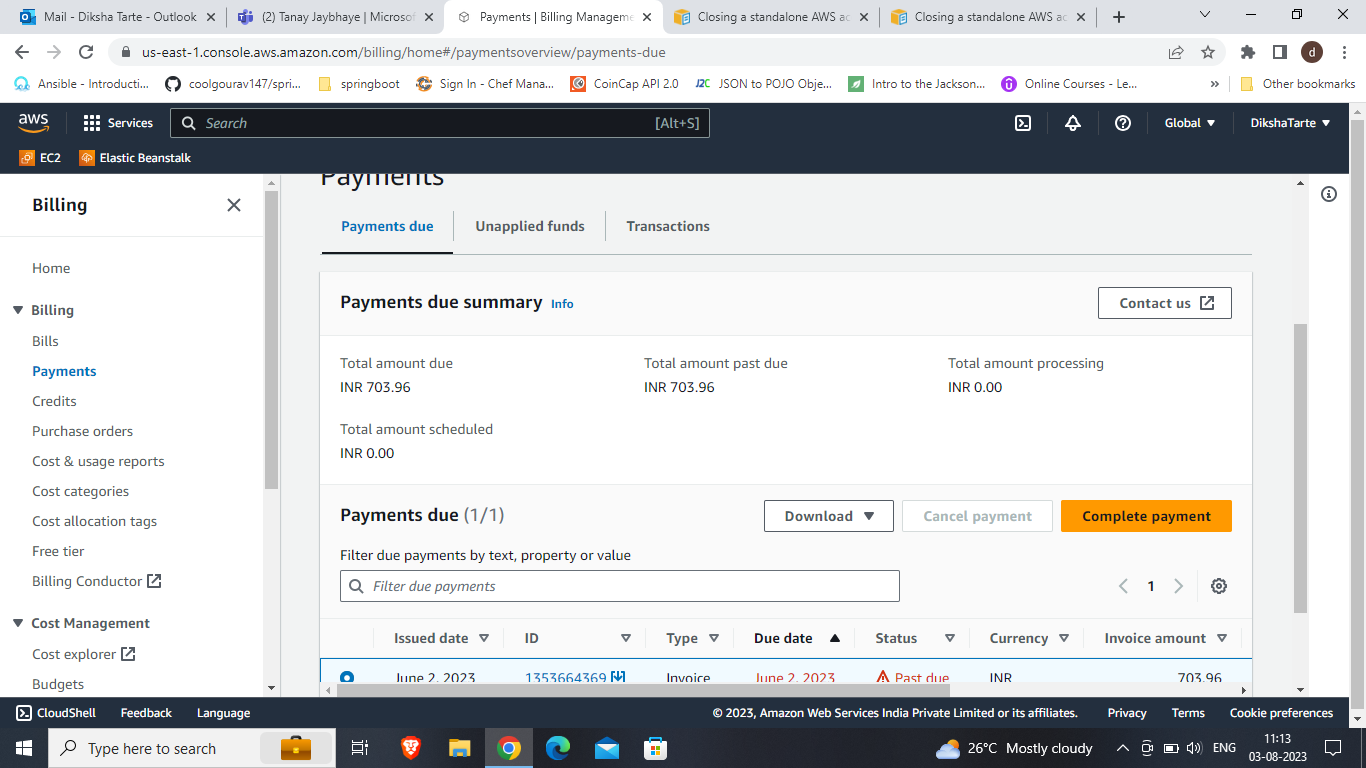 Mail - Diksha Tarte - Outlook
(2) Tanay Jaybhaye | Microsof
Payments | Billing Manageme
Closing a standalone AWS ac
Closing a standalone AWS ac
us-east-1.console.aws.amazon.com/billing/home#/paymentsoverview/payments-due
d
Ansible - Introducti...
coolgourav147/spri...
springboot
Sign In - Chef Mana...
CoinCap API 2.0
J2C JSON to POJO Obje...
Intro to the Jackson...
Online Courses - Le...
»
Other bookmarks
aws
Services
Search
[Alt+S]
Global
DikshaTarte
EC2
Elastic Beanstalk
Billing
Home
Billing
Bills
Payments
Credits
Purchase orders
Cost & usage reports
Cost categories
Cost allocation tags
Free tier
Billing Conductor
Cost Management
Cost explorer
Budgets
Payments
Payments due
Unapplied funds
Transactions
Payments due summary Info
Contact us
Total amount due
INR 703.96
Total amount past due
INR 703.96
Total amount processing
INR 0.00
Total amount scheduled
INR 0.00
Payments due (1/1)
Download
Cancel payment
Complete payment
Filter due payments by text, property or value
Filter due payments
1
Issued date ID Type Due date Status Currency Invoice amount
June 2, 2023 1353664369 Invoice June 2, 2023 Past due INR 703.96
CloudShell
Feedback
Language
© 2023, Amazon Web Services India Private Limited or its affiliates.
Privacy
Terms
Cookie preferences
Type here to search
26°C Mostly cloudy
ENG
11:13
03-08-2023